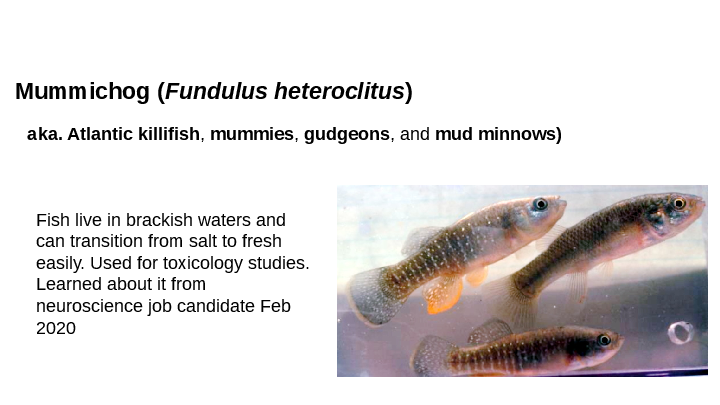 Mummichog (Fundulus heteroclitus)
aka. Atlantic killifish, mummies, gudgeons, and mud minnows)
Fish live in brackish waters and
can transition from salt to fresh
easily. Used for toxicology studies.
Learned about it from
neuroscience job candidate Feb
2020